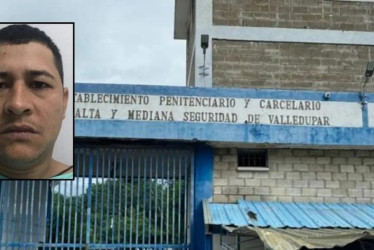 TABLECIMIENTO PENITENCIARIO Y CARCELARIO
ALTA Y MEDIANA SEGURIDAD DE VALLEDUPAR